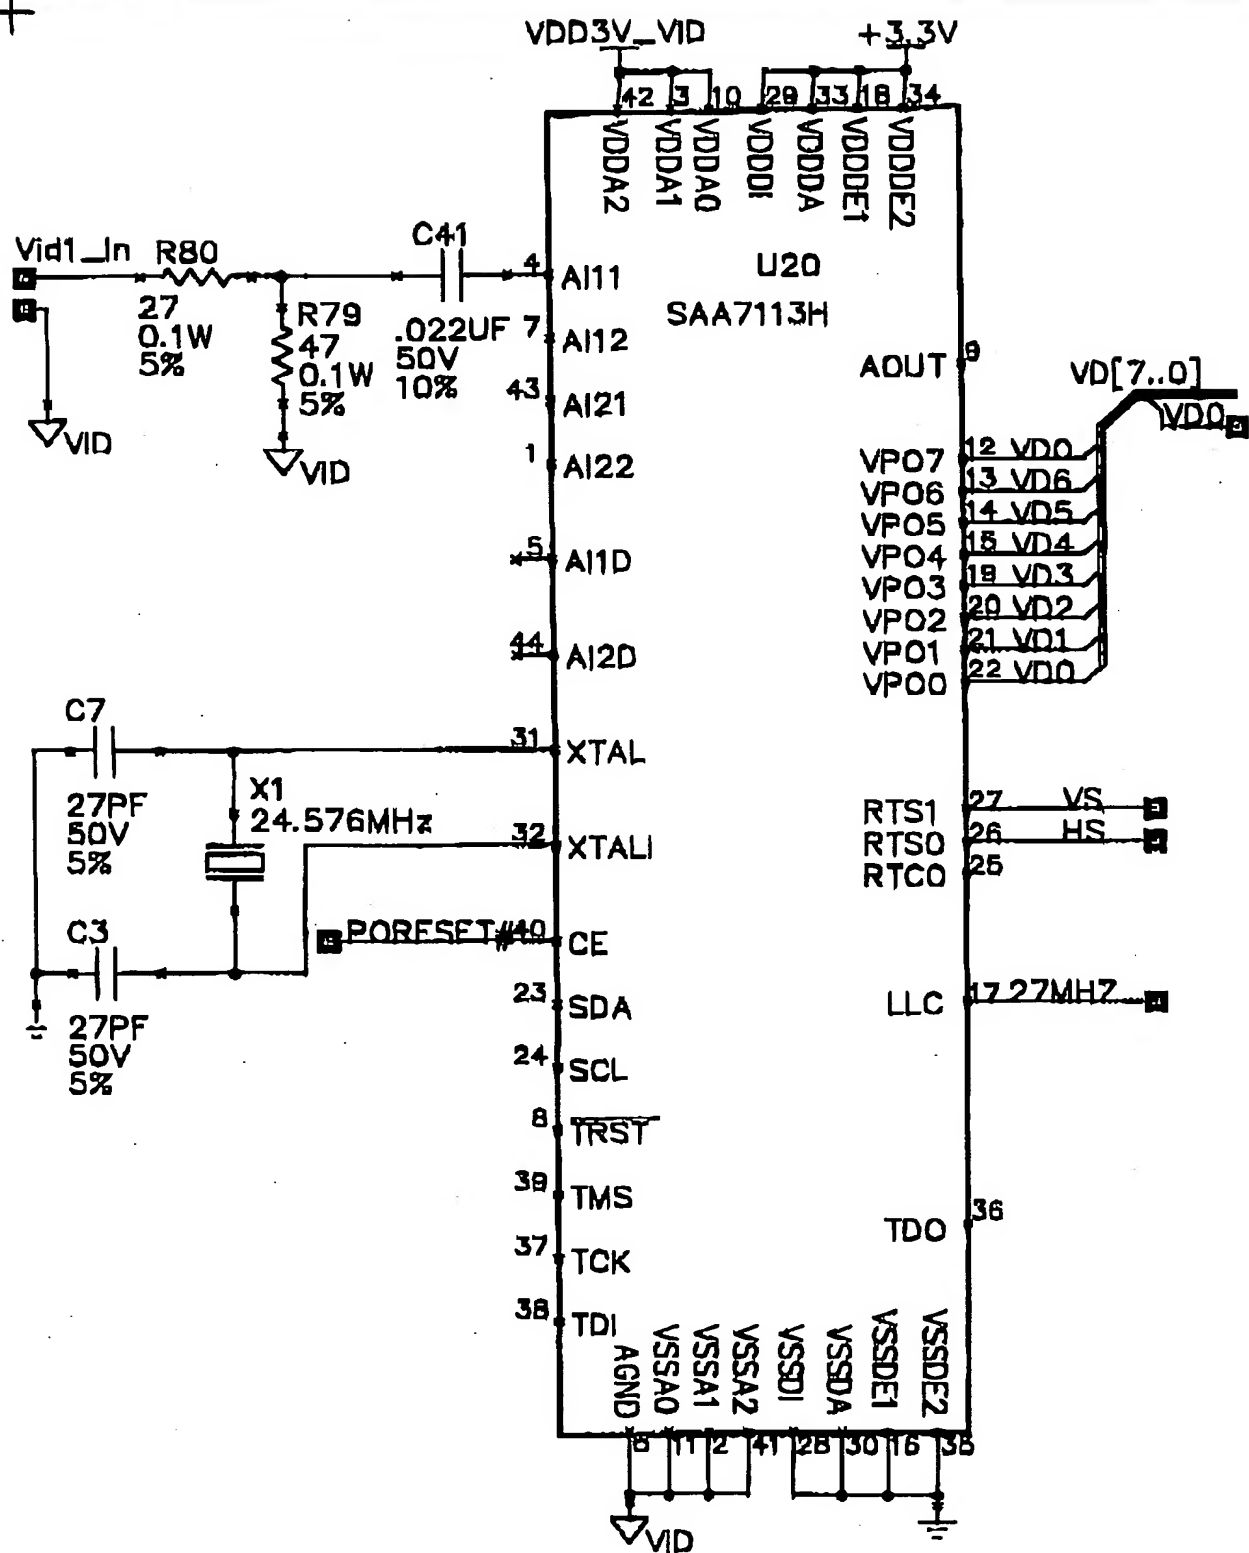 VDD3V_VID
+3.3V
42 3 10 29 33 18 34
VDDA2
VDDA1
VDDA0
VDDDI
VDDDA
VDDDE1
VDDDE2
U20
SAA7113H
Vid1_In
R80
27
0.1W
5%
VID
R79
47
0.1W
5%
VID
C41
.022UF
50V
10%
4 AI11
7 AI12
43 AI21
1 AI22
5 AI1D
44 AI2D
AOUT 9
VD[7..0]
VD0
VPO7 12 VD0
VPO6 13 VD6
VPO5 14 VD5
VPO4 15 VD4
VPO3 19 VD3
VPO2 20 VD2
VPO1 21 VD1
VPO0 22 VD0
C7
27PF
50V
5%
X1
24.576MHz
31 XTAL
32 XTALI
C3
27PF
50V
5%
PORESET# 40 CE
23 SDA
24 SCL
8 TRST
39 TMS
37 TCK
38 TDI
RTS1 27 VS
RTS0 26 HS
RTC0 25
LLC 17 27MHZ
TDO 36
AGND
VSSA0
VSSA1
VSSA2
VSSDI
VSSDA
VSSDE1
VSSDE2
6 11 2 41 28 30 16 35
VID